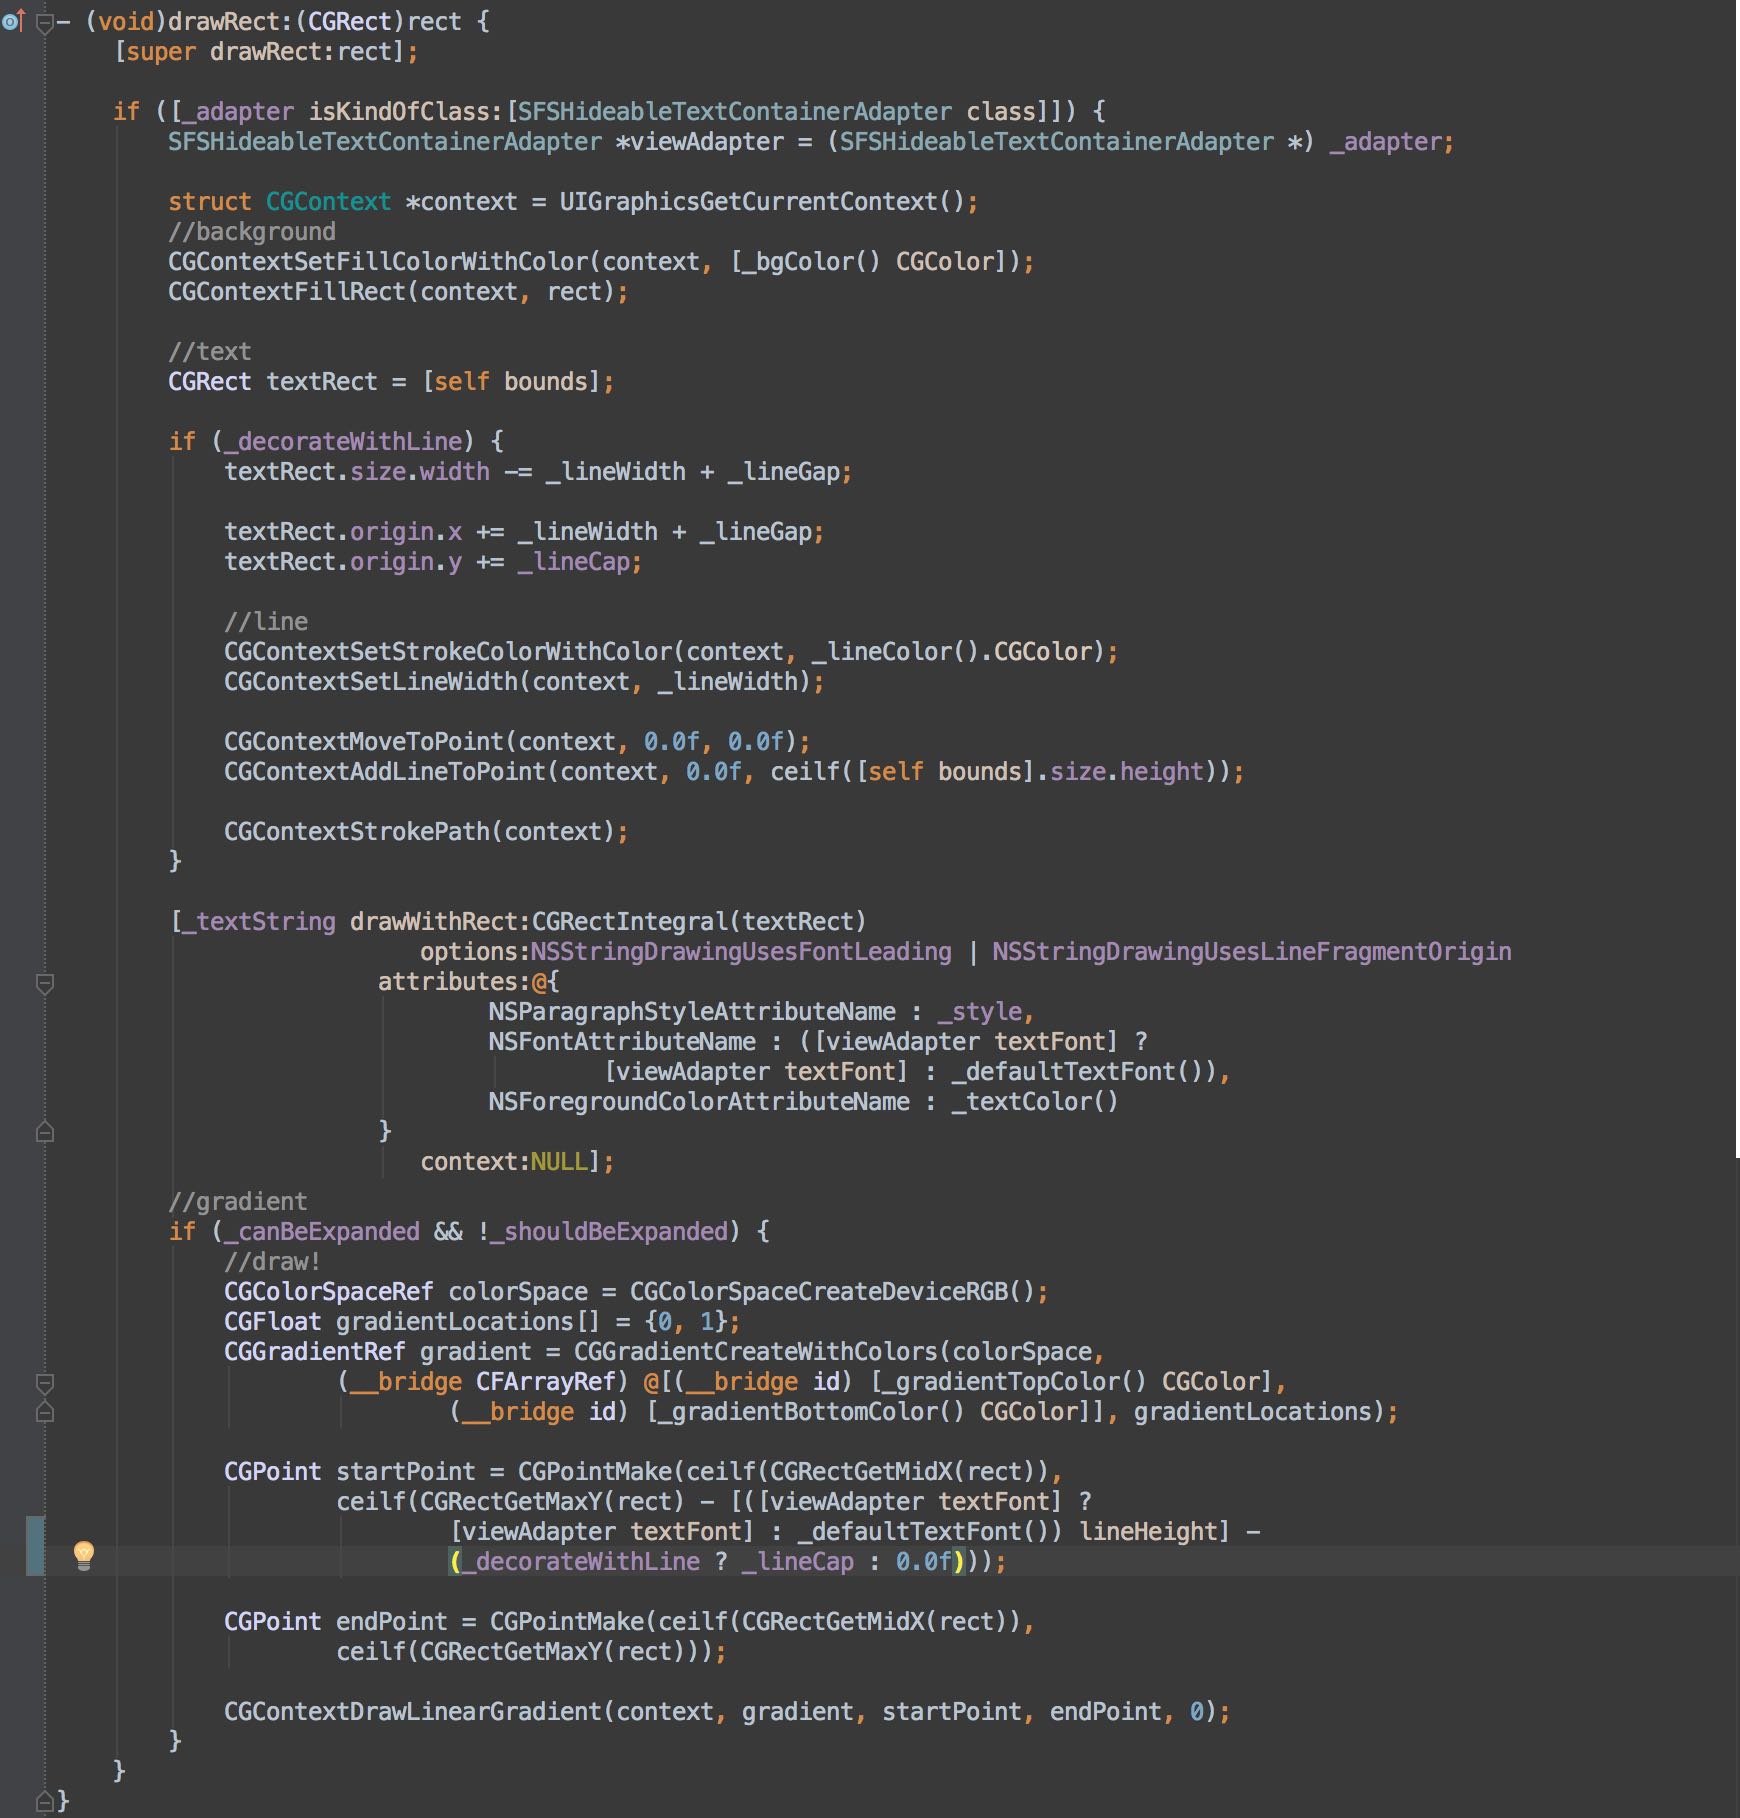 - (void)drawRect:(CGRect)rect {
[super drawRect:rect];
if ([_adapter isKindOfClass:[SFSHideableTextContainerAdapter class]]) {
SFSHideableTextContainerAdapter *viewAdapter = (SFSHideableTextContainerAdapter *) _adapter;
struct CGContext *context = UIGraphicsGetCurrentContext();
//background
CGContextSetFillColorWithColor(context, [_bgColor() CGColor]);
CGContextFillRect(context, rect);
//text
CGRect textRect = [self bounds];
if (_decorateWithLine) {
textRect.size.width -= _lineWidth + _lineGap;
textRect.origin.x += _lineWidth + _lineGap;
textRect.origin.y += _lineCap;
//line
CGContextSetStrokeColorWithColor(context, _lineColor().CGColor);
CGContextSetLineWidth(context, _lineWidth);
CGContextMoveToPoint(context, 0.0f, 0.0f);
CGContextAddLineToPoint(context, 0.0f, ceilf([self bounds].size.height));
CGContextStrokePath(context);
}
[_textString drawWithRect:CGRectIntegral(textRect)
options:NSStringDrawingUsesFontLeading | NSStringDrawingUsesLineFragmentOrigin
attributes:@{
NSParagraphStyleAttributeName : _style,
NSFontAttributeName : ([viewAdapter textFont] ?
[viewAdapter textFont] : _defaultTextFont()),
NSForegroundColorAttributeName : _textColor()
}
context:NULL];
//gradient
if (_canBeExpanded && !_shouldBeExpanded) {
//draw!
CGColorSpaceRef colorSpace = CGColorSpaceCreateDeviceRGB();
CGFloat gradientLocations[] = {0, 1};
CGGradientRef gradient = CGGradientCreateWithColors(colorSpace,
(__bridge CFArrayRef) @[(__bridge id) [_gradientTopColor() CGColor],
(__bridge id) [_gradientBottomColor() CGColor]], gradientLocations);
CGPoint startPoint = CGPointMake(ceilf(CGRectGetMidX(rect)),
ceilf(CGRectGetMaxY(rect) - [([viewAdapter textFont] ?
[viewAdapter textFont] : _defaultTextFont()) lineHeight] -
(_decorateWithLine ? _lineCap : 0.0f)));
CGPoint endPoint = CGPointMake(ceilf(CGRectGetMidX(rect)),
ceilf(CGRectGetMaxY(rect)));
CGContextDrawLinearGradient(context, gradient, startPoint, endPoint, 0);
}
}
}